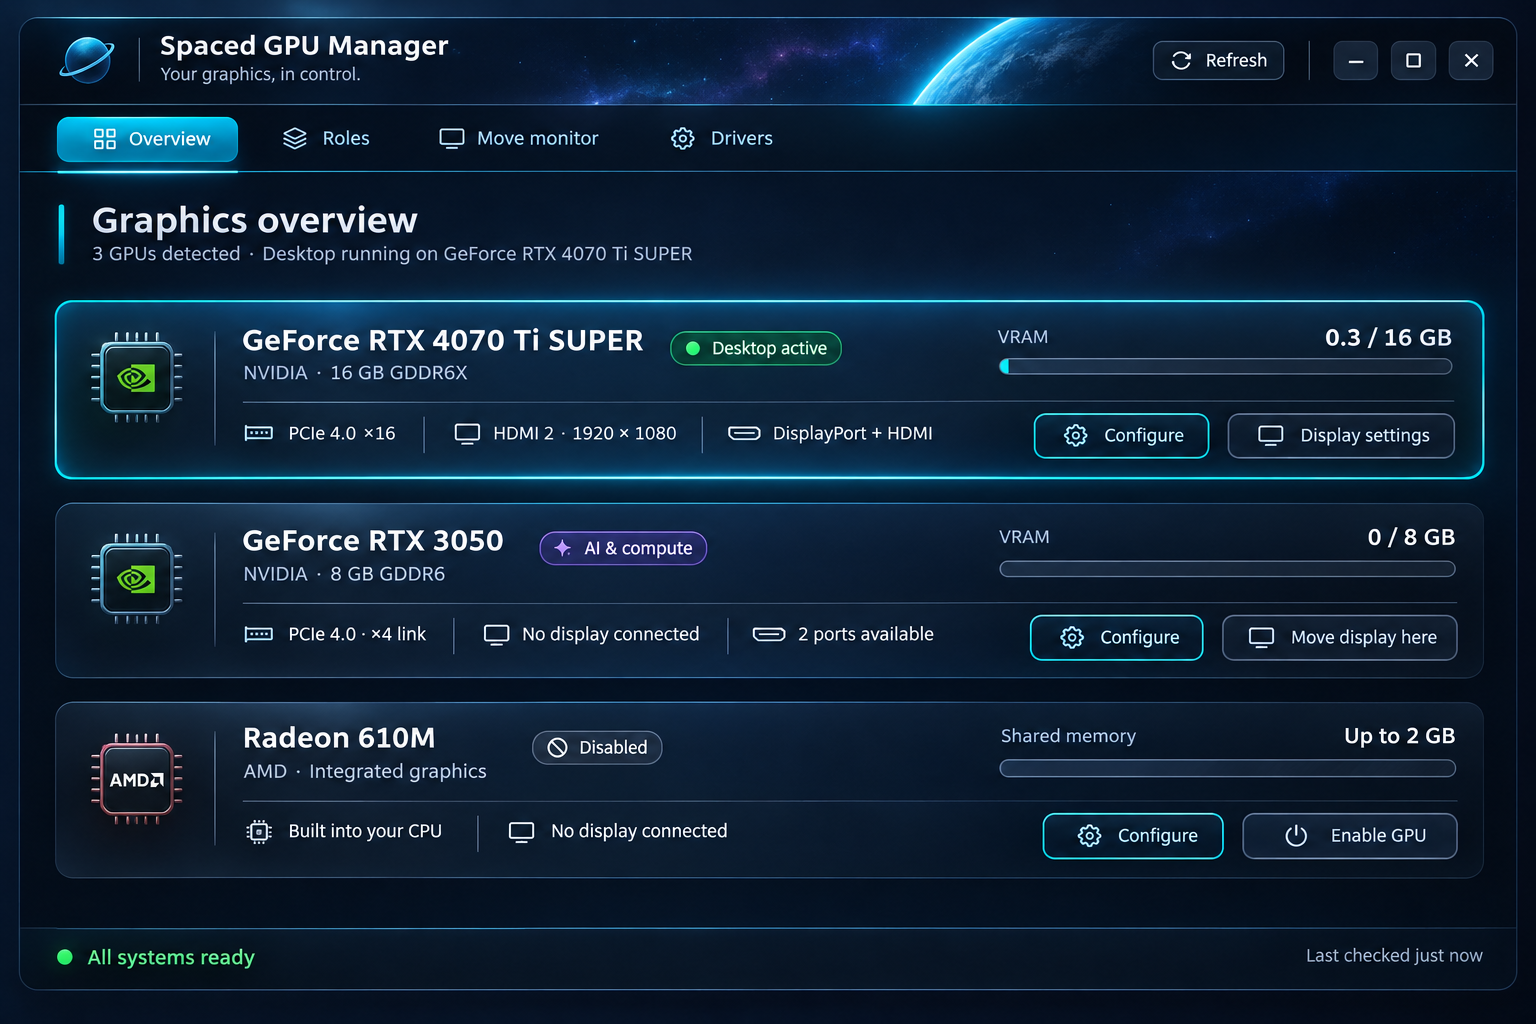 Spaced GPU Manager
Your graphics, in control.
Refresh
Overview
Roles
Move monitor
Drivers
Graphics overview
3 GPUs detected · Desktop running on GeForce RTX 4070 Ti SUPER
GeForce RTX 4070 Ti SUPER
Desktop active
NVIDIA · 16 GB GDDR6X
VRAM
0.3 / 16 GB
PCIe 4.0 ×16
HDMI 2 · 1920 × 1080
DisplayPort + HDMI
Configure
Display settings
GeForce RTX 3050
AI & compute
NVIDIA · 8 GB GDDR6
VRAM
0 / 8 GB
PCIe 4.0 · ×4 link
No display connected
2 ports available
Configure
Move display here
AMD
Radeon 610M
Disabled
AMD · Integrated graphics
Shared memory
Up to 2 GB
Built into your CPU
No display connected
Configure
Enable GPU
All systems ready
Last checked just now